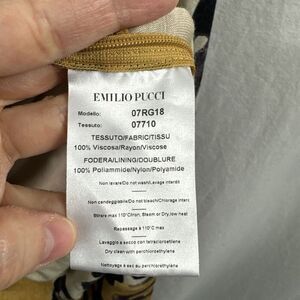 EMILIO PUCCI
Modello: 07RG18
Tessuto: 07710
TESSUTO/FABRIC/TISSU
100% Viscosa/Rayon/Viscose
FODERA/LINING/DOUBLURE
100% Poliammide/Nylon/Polyamide
Non lavare/Do not wash/Lavage interdit
Non candeggiabile/Do not bleach/Chlorage interdit
Stirare max 110°C/Iron, Steam or Dry, low heat
Repassage à 110°C max
Lavaggio a secco con tetracloroetilene
Dry clean with perchlorethylene
Nettoyage à sec au perchloréthylène